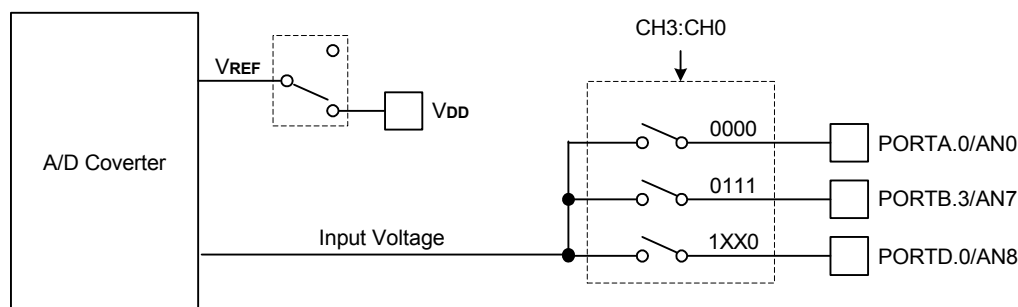 CH3:CH0
VREF
VDD
A/D Coverter
0000
PORTA.0/AN0
0111
PORTB.3/AN7
Input Voltage
1XX0
PORTD.0/AN8